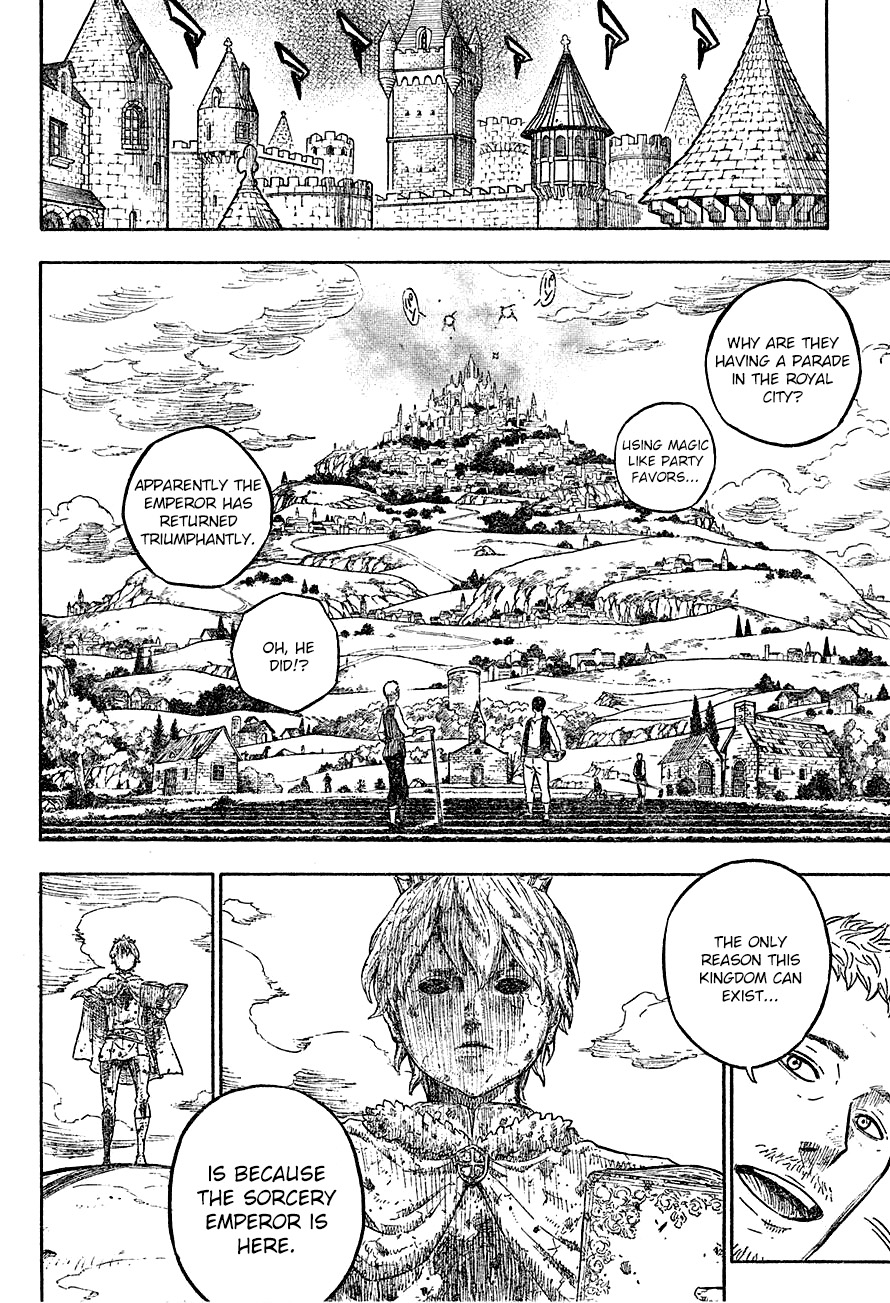 WHY ARE THEY
HAVING A PARADE
IN THE ROYAL
CITY?
USING MAGIC
LIKE PARTY
FAVORS...
APPARENTLY THE
EMPEROR HAS
RETURNED
TRIUMPHANTLY.
OH, HE
DID!?
THE ONLY
REASON THIS
KINGDOM CAN
EXIST...
IS BECAUSE
THE SORCERY
EMPEROR IS
HERE.